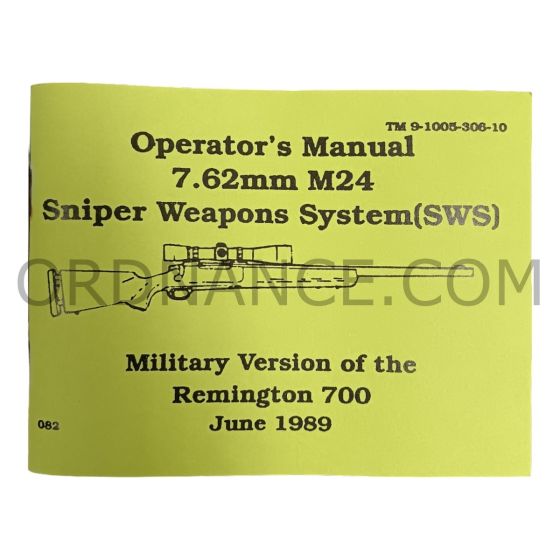 TM 9-1005-306-10
Operator's Manual
7.62mm M24
Sniper Weapons System(SWS)
ORDNANCE.COM
Military Version of the
Remington 700
June 1989
082